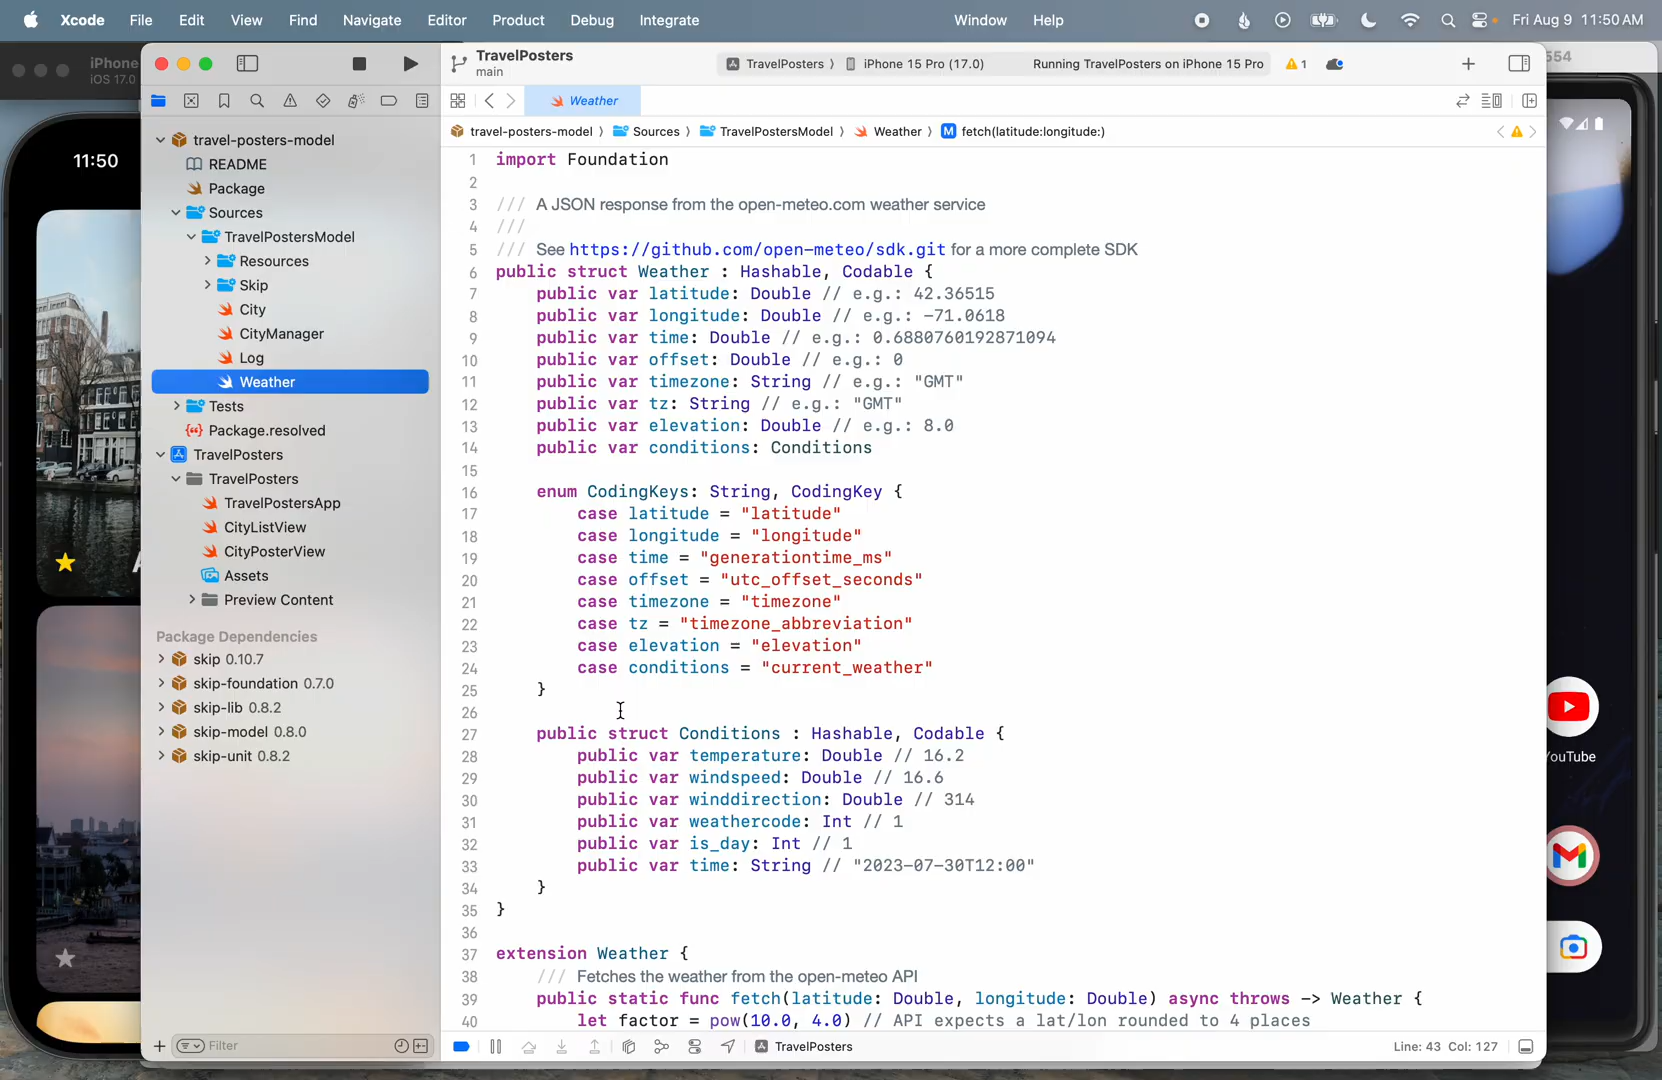 Xcode File Edit View Find Navigate Editor Product Debug Integrate Window Help Fri Aug 9 11:50 AM
iPhone
iOS 17.0
11:50
TravelPosters
main
TravelPosters iPhone 15 Pro (17.0) Running TravelPosters on iPhone 15 Pro 1
554
Weather
travel-posters-model Sources TravelPostersModel Weather M fetch(latitude:longitude:)
travel-posters-model
README
Package
Sources
TravelPostersModel
Resources
Skip
City
CityManager
Log
Weather
Tests
Package.resolved
TravelPosters
TravelPosters
TravelPostersApp
CityListView
CityPosterView
Assets
Preview Content
Package Dependencies
skip 0.10.7
skip-foundation 0.7.0
skip-lib 0.8.2
skip-model 0.8.0
skip-unit 0.8.2
Filter
1 import Foundation
2
3 /// A JSON response from the open-meteo.com weather service
4 ///
5 /// See https://github.com/open-meteo/sdk.git for a more complete SDK
6 public struct Weather : Hashable, Codable {
7 public var latitude: Double // e.g.: 42.36515
8 public var longitude: Double // e.g.: -71.0618
9 public var time: Double // e.g.: 0.6880760192871094
10 public var offset: Double // e.g.: 0
11 public var timezone: String // e.g.: "GMT"
12 public var tz: String // e.g.: "GMT"
13 public var elevation: Double // e.g.: 8.0
14 public var conditions: Conditions
15
16 enum CodingKeys: String, CodingKey {
17 case latitude = "latitude"
18 case longitude = "longitude"
19 case time = "generationtime_ms"
20 case offset = "utc_offset_seconds"
21 case timezone = "timezone"
22 case tz = "timezone_abbreviation"
23 case elevation = "elevation"
24 case conditions = "current_weather"
25 }
26
27 public struct Conditions : Hashable, Codable {
28 public var temperature: Double // 16.2
29 public var windspeed: Double // 16.6
30 public var winddirection: Double // 314
31 public var weathercode: Int // 1
32 public var is_day: Int // 1
33 public var time: String // "2023-07-30T12:00"
34 }
35 }
36
37 extension Weather {
38 /// Fetches the weather from the open-meteo API
39 public static func fetch(latitude: Double, longitude: Double) async throws -> Weather {
40 let factor = pow(10.0, 4.0) // API expects a lat/lon rounded to 4 places
TravelPosters Line: 43 Col: 127
YouTube